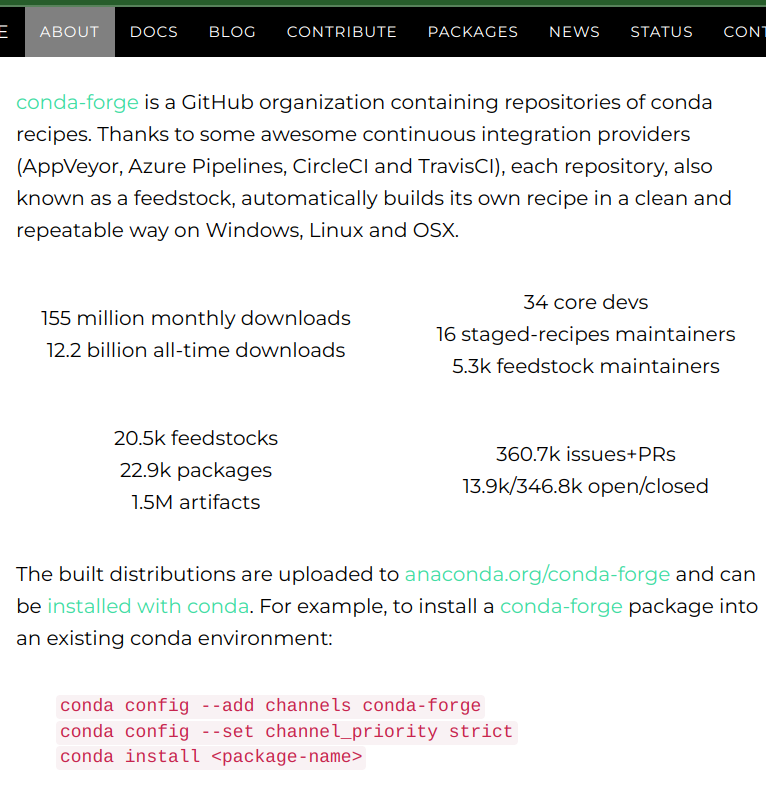 E ABOUT DOCS BLOG CONTRIBUTE PACKAGES NEWS STATUS CONT
conda-forge is a GitHub organization containing repositories of conda
recipes. Thanks to some awesome continuous integration providers
(AppVeyor, Azure Pipelines, CircleCI and TravisCI), each repository, also
known as a feedstock, automatically builds its own recipe in a clean and
repeatable way on Windows, Linux and OSX.
155 million monthly downloads
12.2 billion all-time downloads
34 core devs
16 staged-recipes maintainers
5.3k feedstock maintainers
20.5k feedstocks
22.9k packages
1.5M artifacts
360.7k issues+PRs
13.9k/346.8k open/closed
The built distributions are uploaded to anaconda.org/conda-forge and can
be installed with conda. For example, to install a conda-forge package into
an existing conda environment:
conda config --add channels conda-forge
conda config --set channel_priority strict
conda install <package-name>